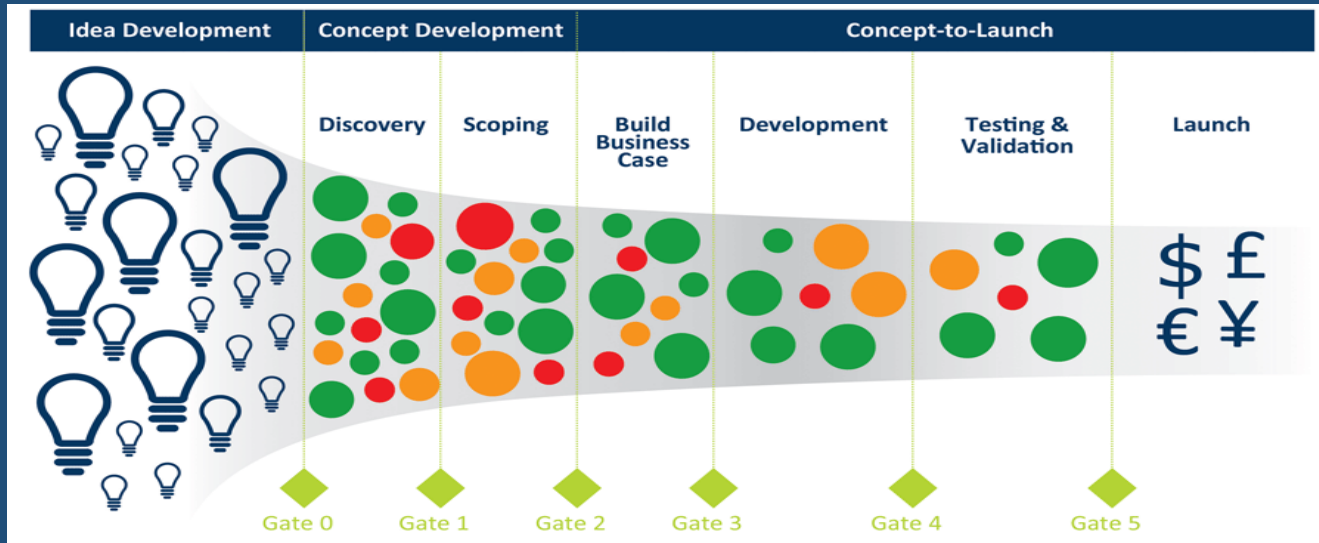 Idea Development
Concept Development
Concept-to-Launch
Discovery
Scoping
Build
Business
Case
Development
Testing &
Validation
Launch
$ £
€ ¥
Gate 0
Gate 1
Gate 2
Gate 3
Gate 4
Gate 5